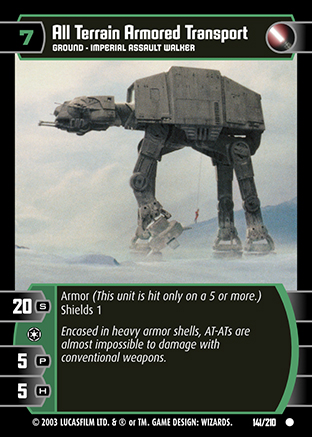 7 All Terrain Armored Transport
GROUND - IMPERIAL ASSAULT WALKER
20 S
Armor (This unit is hit only on a 5 or more.)
Shields 1
Encased in heavy armor shells, AT-ATs are
almost impossible to damage with
conventional weapons.
5 P
5 H
© 2003 LUCASFILM LTD. & ® OR TM. GAME DESIGN: WIZARDS. 141/210